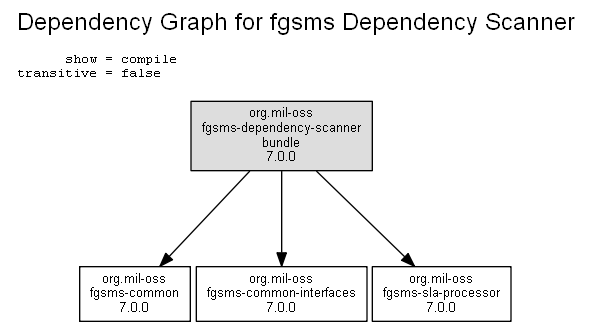 Dependency Graph for fgsms Dependency Scanner
show = compile
transitive = false
org.mil-oss
fgsms-dependency-scanner
bundle
7.0.0
org.mil-oss
fgsms-common
7.0.0
org.mil-oss
fgsms-common-interfaces
7.0.0
org.mil-oss
fgsms-sla-processor
7.0.0